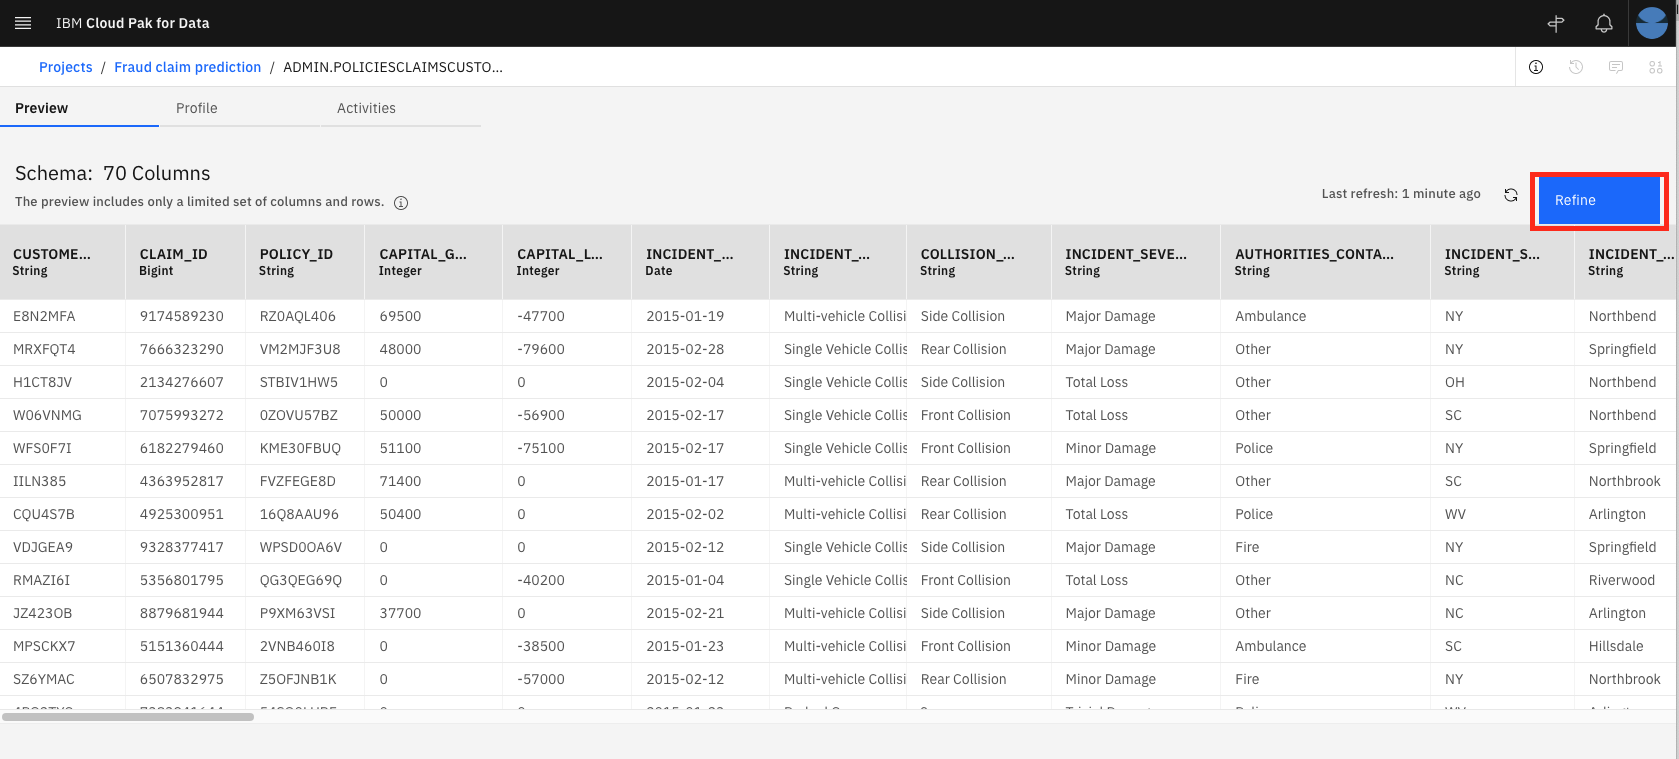 IBM Cloud Pak for Data
Projects / Fraud claim prediction / ADMIN.POLICIESCLAIMSCUSTO...
Preview Profile Activities
Schema: 70 Columns
The preview includes only a limited set of columns and rows.
Last refresh: 1 minute ago
Refine
CUSTOME... CLAIM_ID POLICY_ID CAPITAL_G... CAPITAL_L... INCIDENT_... INCIDENT_... COLLISION_... INCIDENT_SEVE... AUTHORITIES_CONTA... INCIDENT_S... INCIDENT_...
String Bigint String Integer Integer Date String String String String String String
E8N2MFA 9174589230 RZ0AQL406 69500 -47700 2015-01-19 Multi-vehicle Collisi Side Collision Major Damage Ambulance NY Northbend
MRXFQT4 7666323290 VM2MJF3U8 48000 -79600 2015-02-28 Single Vehicle Collis Rear Collision Major Damage Other NY Springfield
H1CT8JV 2134276607 STBIV1HW5 0 0 2015-02-04 Single Vehicle Collis Side Collision Total Loss Other OH Northbend
W06VNMG 7075993272 0ZOVU57BZ 50000 -56900 2015-02-17 Single Vehicle Collis Front Collision Total Loss Other SC Northbend
WFS0F7I 6182279460 KME30FBUQ 51100 -75100 2015-02-17 Single Vehicle Collis Front Collision Minor Damage Police NY Springfield
IILN385 4363952817 FVZFEGE8D 71400 0 2015-01-17 Multi-vehicle Collisi Rear Collision Major Damage Other SC Northbrook
CQU4S7B 4925300951 16Q8AAU96 50400 0 2015-02-02 Multi-vehicle Collisi Rear Collision Total Loss Police WV Arlington
VDJGEA9 9328377417 WPSD0OA6V 0 0 2015-02-12 Single Vehicle Collis Side Collision Major Damage Fire NY Springfield
RMAZI6I 5356801795 QG3QEG69Q 0 -40200 2015-01-04 Single Vehicle Collis Front Collision Total Loss Other NC Riverwood
JZ423OB 8879681944 P9XM63VSI 37700 0 2015-02-21 Multi-vehicle Collisi Side Collision Major Damage Other NC Arlington
MPSCKX7 5151360444 2VNB460I8 0 -38500 2015-01-23 Multi-vehicle Collisi Front Collision Minor Damage Ambulance SC Hillsdale
SZ6YMAC 6507832975 Z5OFJNB1K 0 -57000 2015-02-12 Multi-vehicle Collisi Rear Collision Minor Damage Fire NY Northbrook